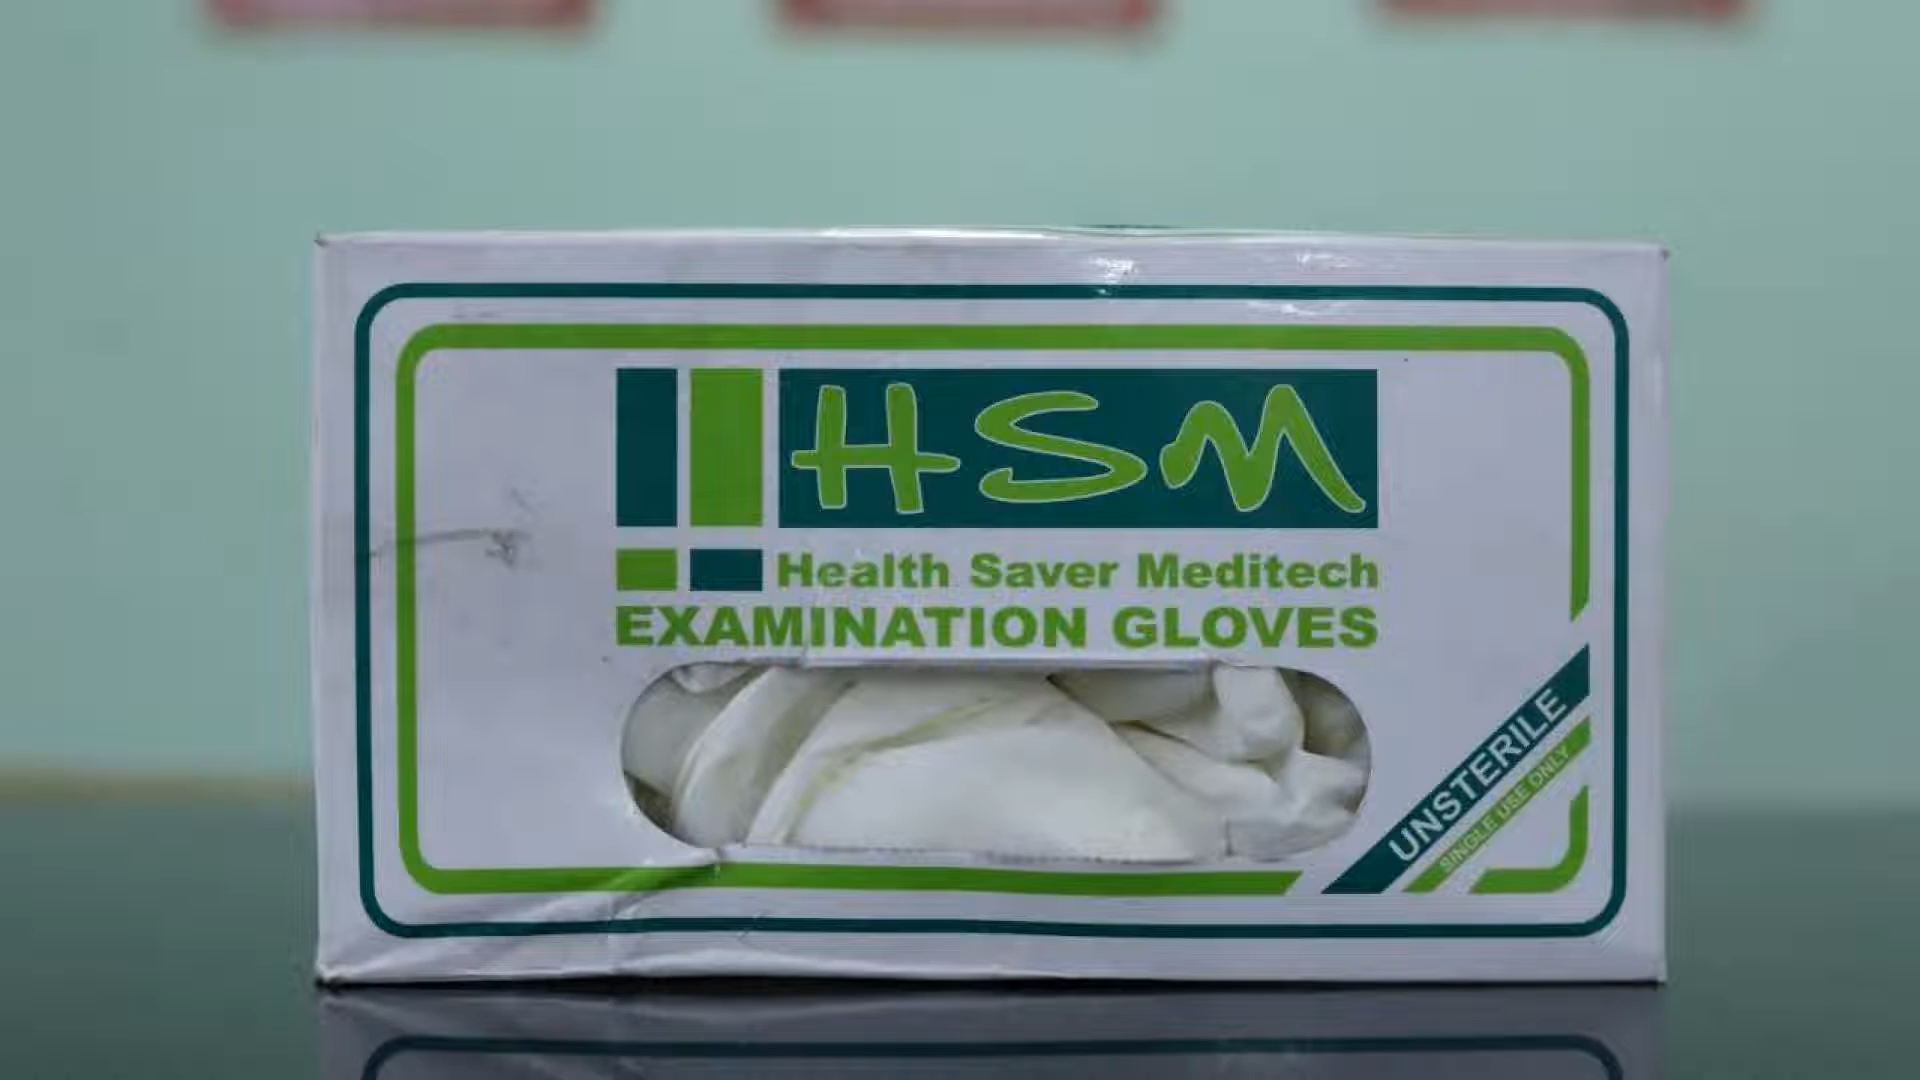 HSM
Health Saver Meditech
EXAMINATION GLOVES
UNSTERILE
SINGLE USE ONLY